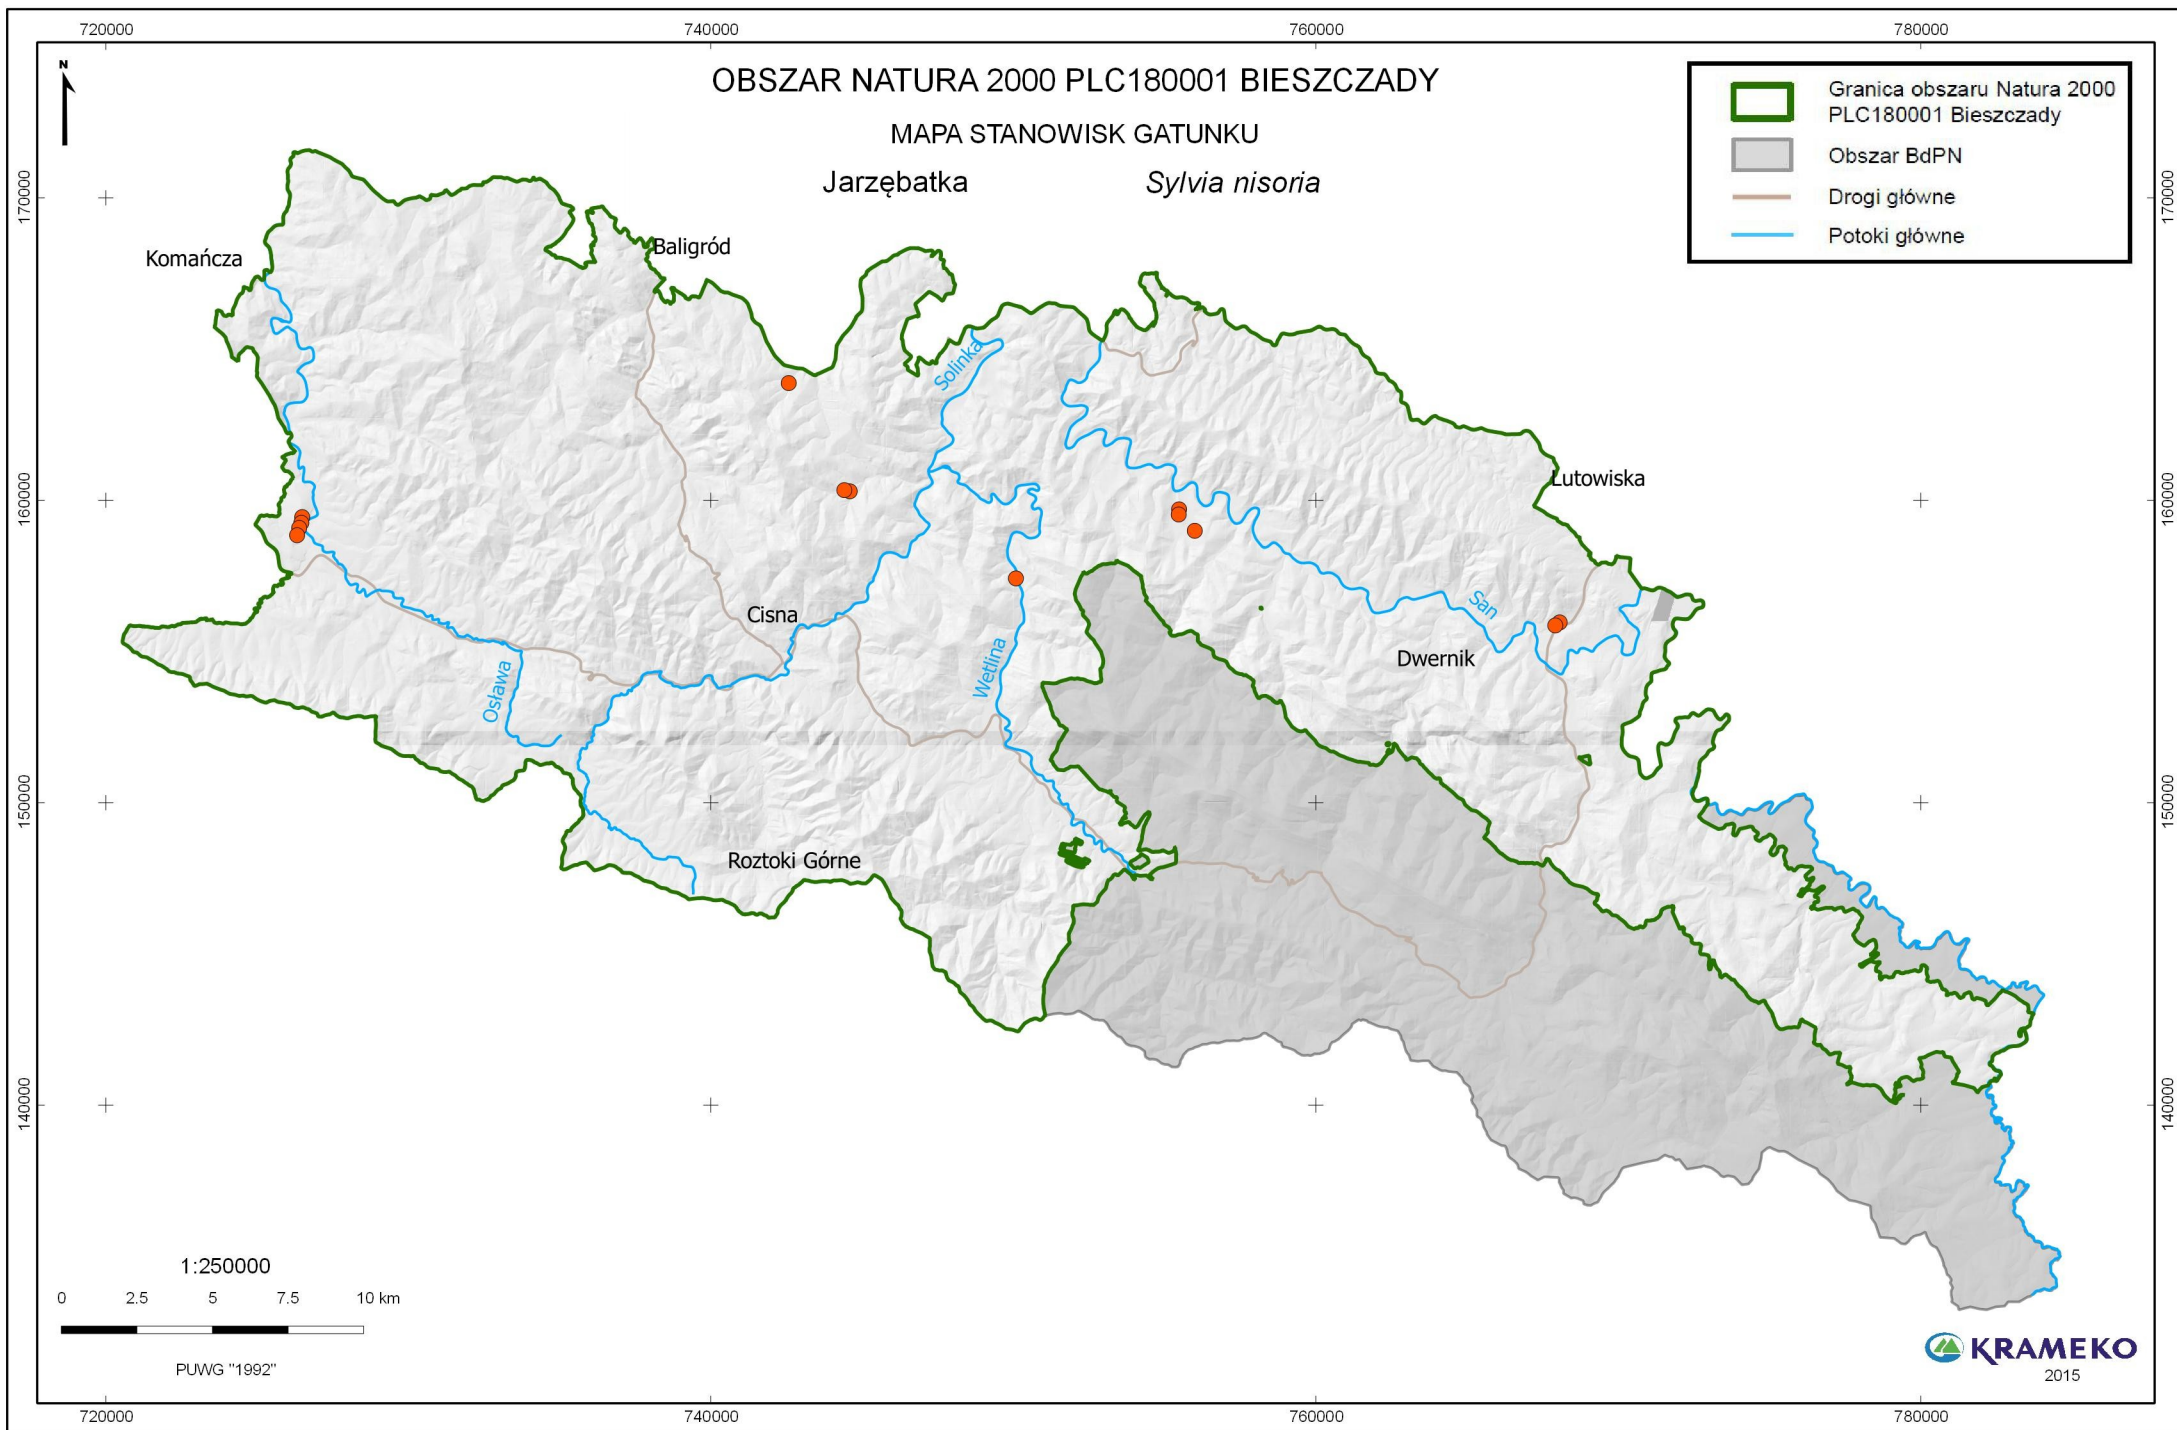 720000 740000 760000 780000
N
OBSZAR NATURA 2000 PLC180001 BIESZCZADY
MAPA STANOWISK GATUNKU
Jarzębatka Sylvia nisoria
Granica obszaru Natura 2000
PLC180001 Bieszczady
Obszar BdPN
Drogi główne
Potoki główne
170000 170000
Komańcza
Baligród
Solinka
Lutowiska
160000 160000
Cisna
San
Dwernik
Wetlina
Osława
150000 150000
Roztoki Górne
140000 140000
1:250000
0 2.5 5 7.5 10 km
PUWG "1992"
KRAMEKO
2015
720000 740000 760000 780000